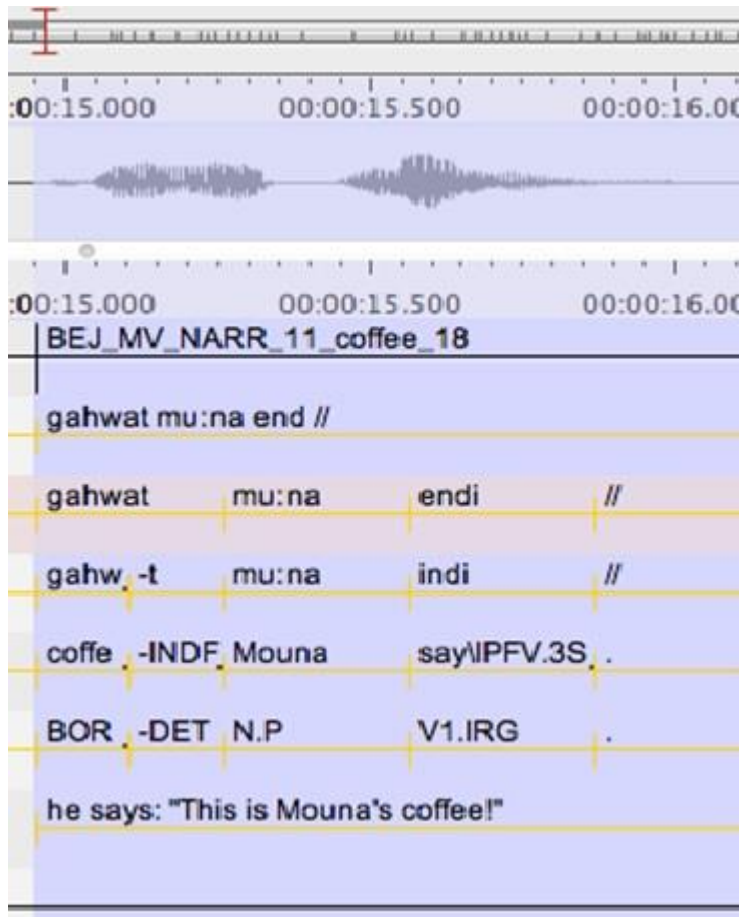 :00:15.000 00:00:15.500 00:00:16.00
:00:15.000 00:00:15.500 00:00:16.00
BEJ_MV_NARR_11_coffee_18
gahwat mu:na end //
gahwat mu:na endi //
gahw -t mu:na indi //
coffe -INDF Mouna say\IPFV.3S .
BOR -DET N.P V1.IRG .
he says: "This is Mouna's coffee!"